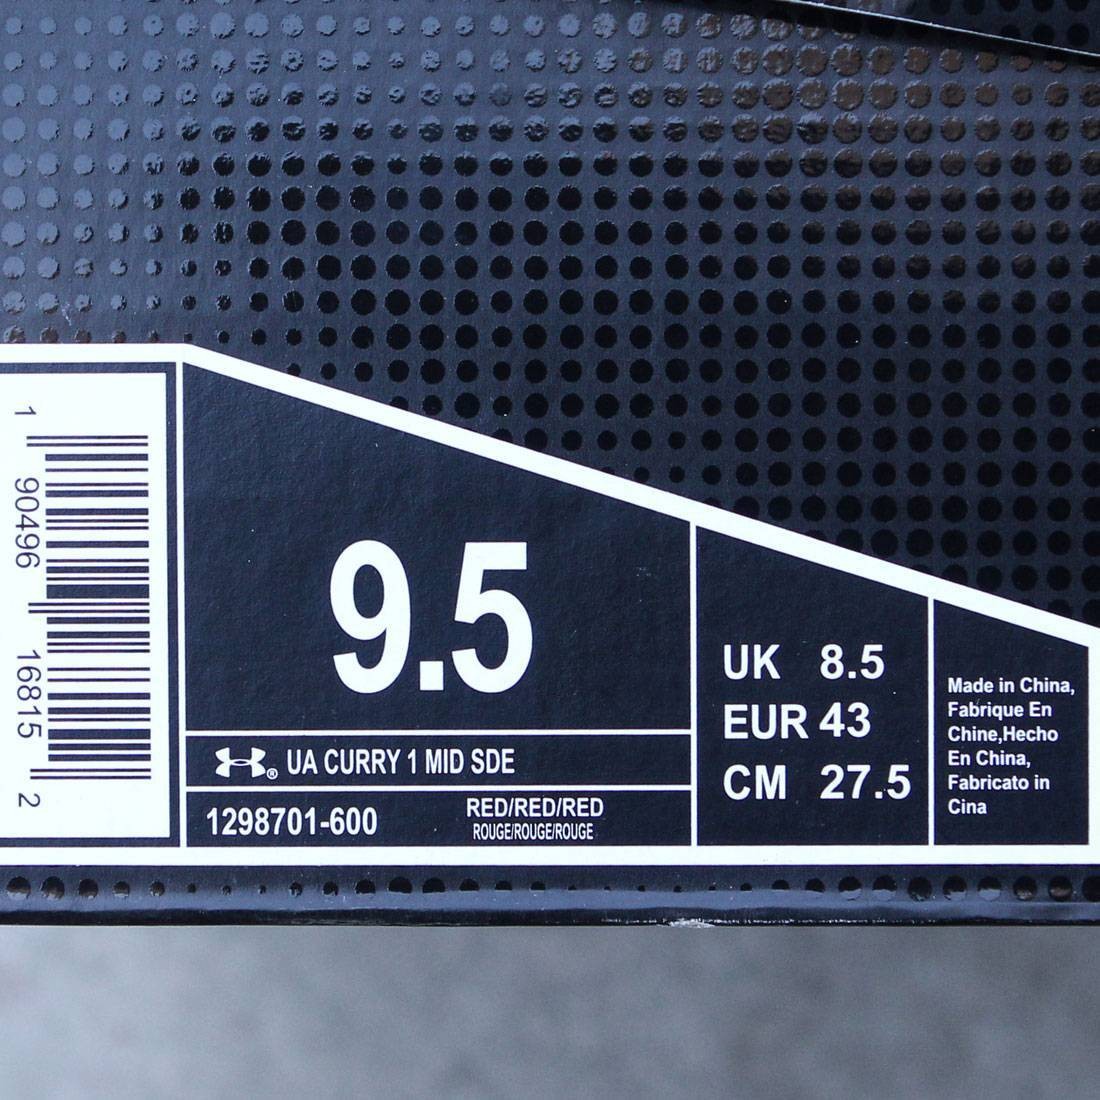 1 90496 16815 2
9.5
® UA CURRY 1 MID SDE
1298701-600
RED/RED/RED
ROUGE/ROUGE/ROUGE
UK 8.5
EUR 43
CM 27.5
Made in China,
Fabrique En
Chine,Hecho
En China,
Fabricato in
Cina